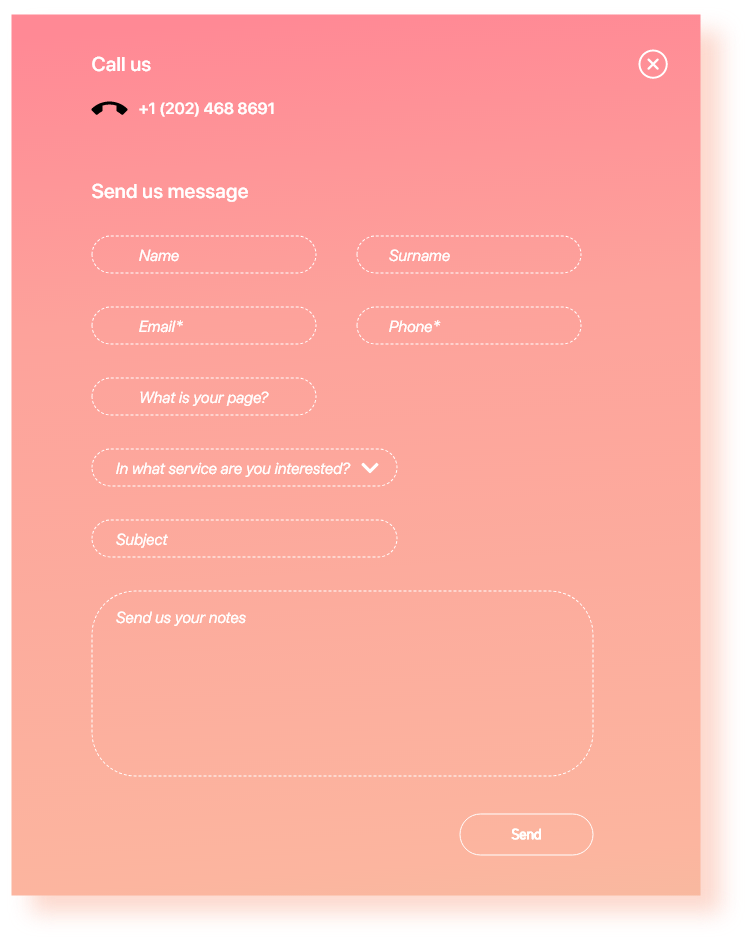 Call us
+1 (202) 468 8691
Send us message
Name
Surname
Email*
Phone*
What is your page?
In what service are you interested?
Subject
Send us your notes
Send